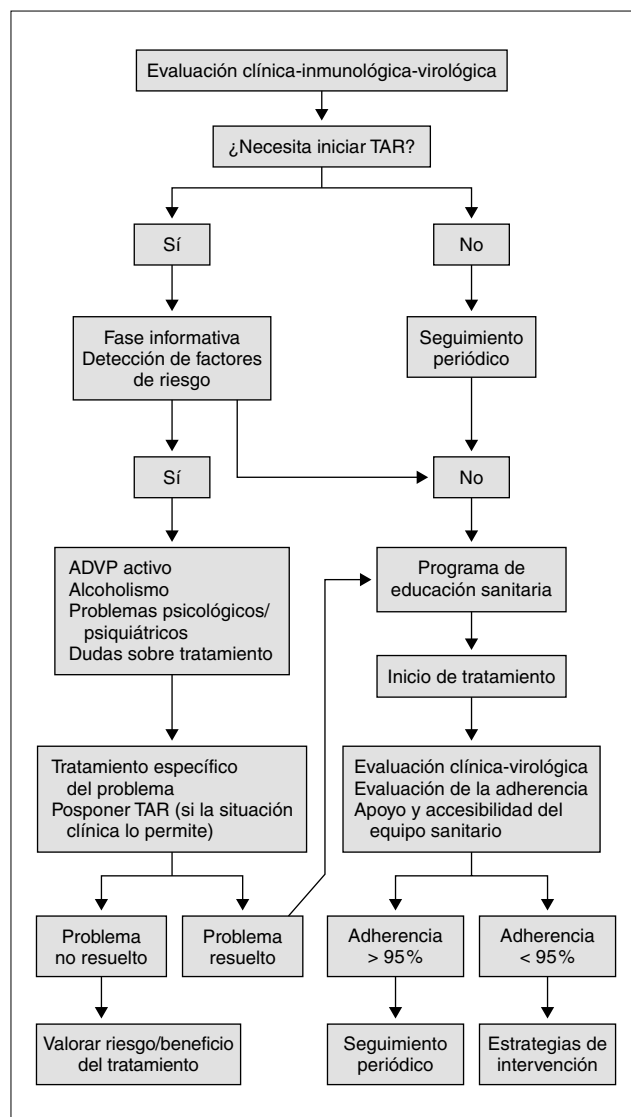 Evaluación clínica-inmunológica-virológica
¿Necesita iniciar TAR?
Sí
No
Fase informativa
Detección de factores
de riesgo
Seguimiento
periódico
Sí
No
ADVP activo
Alcoholismo
Problemas psicológicos/
psiquiátricos
Dudas sobre tratamiento
Programa de
educación sanitaria
Inicio de tratamiento
Tratamiento específico
del problema
Posponer TAR (si la situación
clínica lo permite)
Evaluación clínica-virológica
Evaluación de la adherencia
Apoyo y accesibilidad del
equipo sanitario
Problema
no resuelto
Problema
resuelto
Adherencia
> 95%
Adherencia
< 95%
Valorar riesgo/beneficio
del tratamiento
Seguimiento
periódico
Estrategias de
intervención